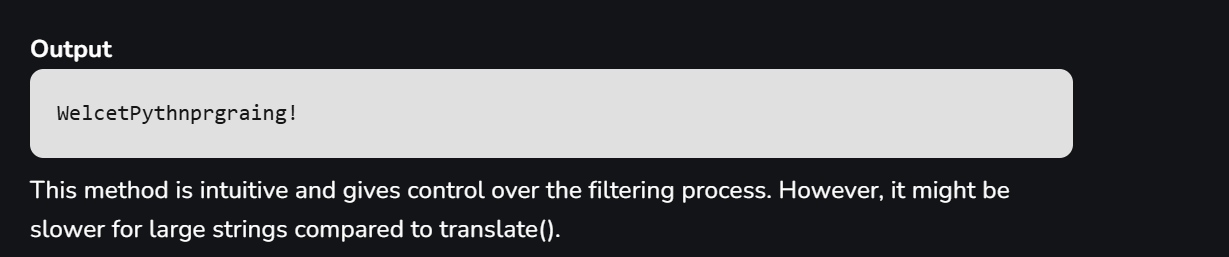 Output
WelcetPythnprgraing!
This method is intuitive and gives control over the filtering process. However, it might be
slower for large strings compared to translate().